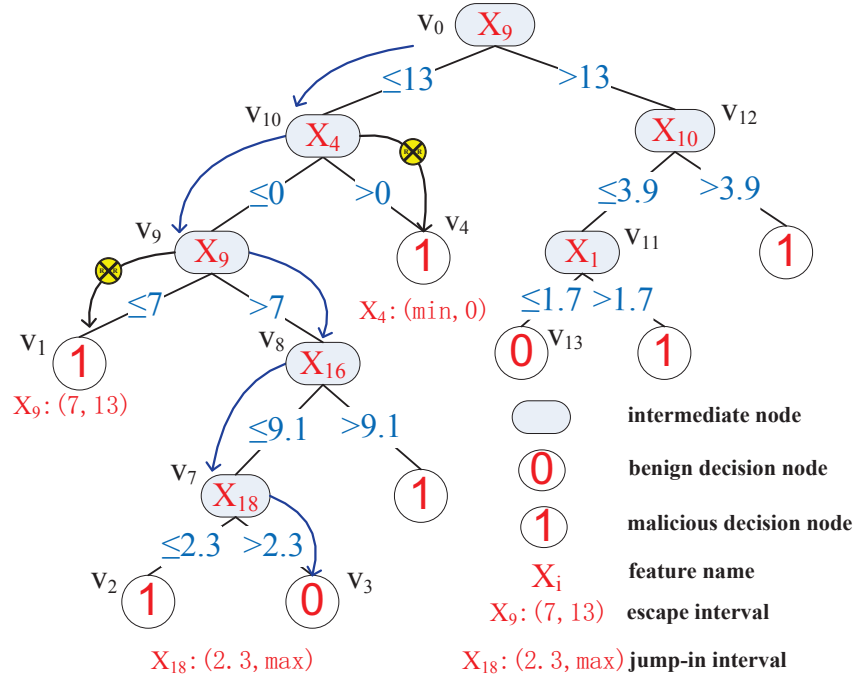 v0 X9
≤13 >13
v10 X4 X10 v12
≤0 >0 ≤3.9 >3.9
v9 X9 v4 1 X1 v11 1
≤7 >7 X4: (min, 0) ≤1.7 >1.7
v1 1 v8 X16 0 v13 1
X9: (7, 13)
≤9.1 >9.1 intermediate node
v7 X18 1 0 benign decision node
≤2.3 >2.3 1 malicious decision node
v2 1 0 v3 Xi feature name
X9: (7, 13) escape interval
X18: (2.3, max) X18: (2.3, max) jump-in interval